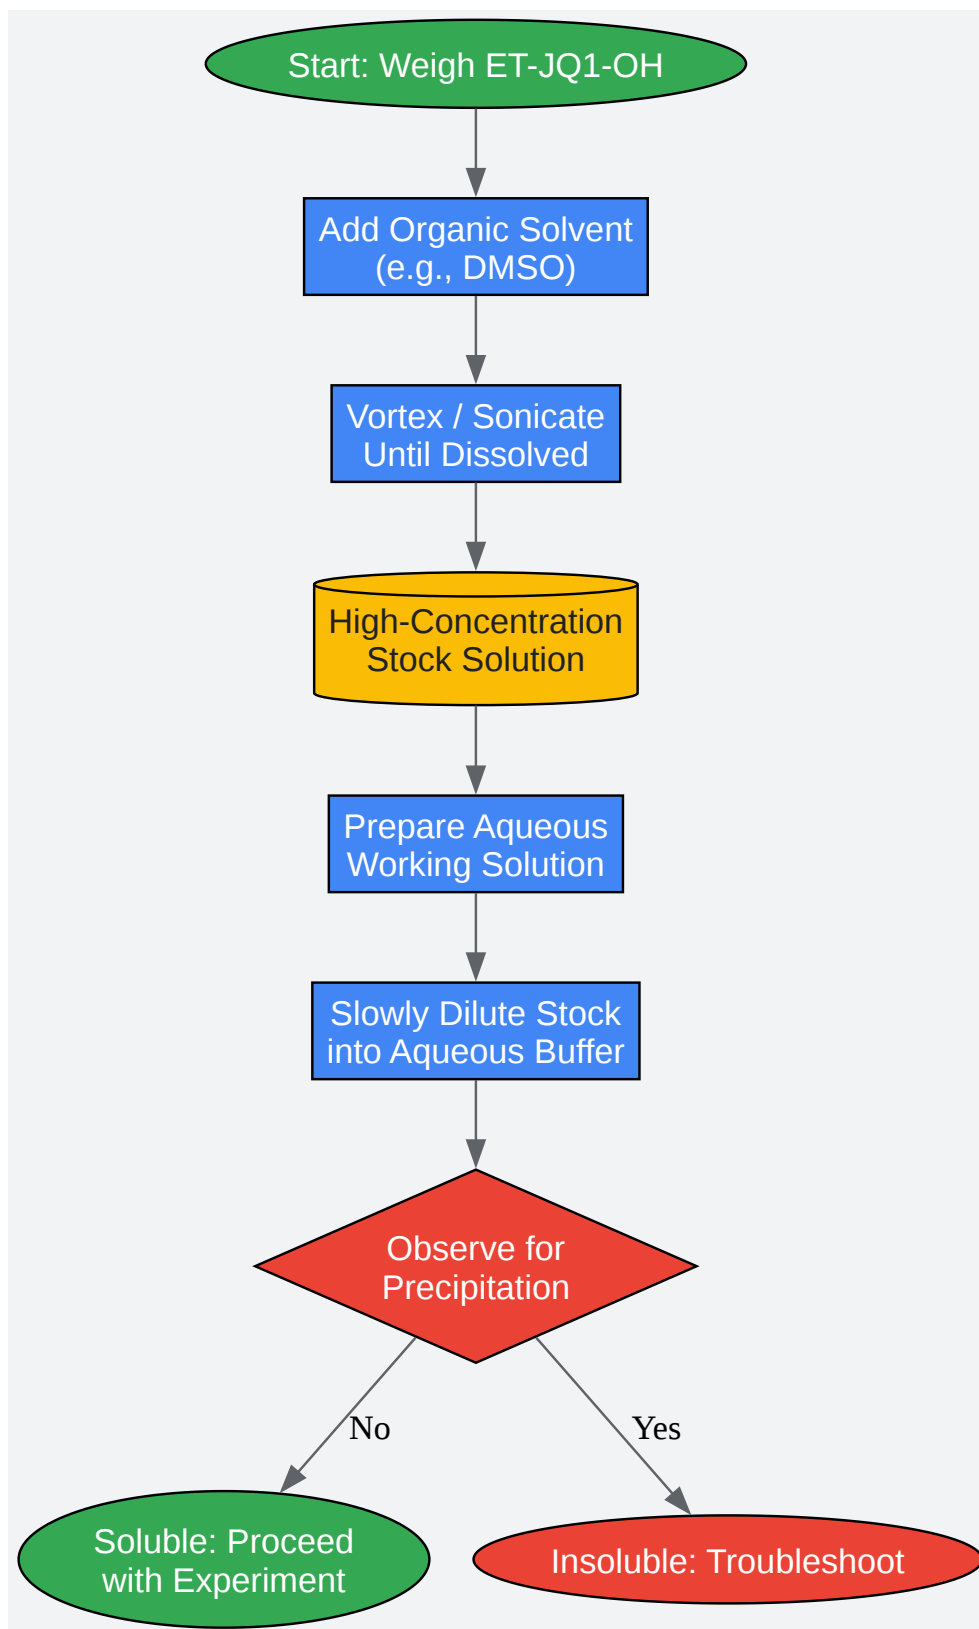 Start: Weigh ET-JQ1-OH
Add Organic Solvent
(e.g., DMSO)
Vortex / Sonicate
Until Dissolved
High-Concentration
Stock Solution
Prepare Aqueous
Working Solution
Slowly Dilute Stock
into Aqueous Buffer
Observe for
Precipitation
No
Yes
Soluble: Proceed
with Experiment
Insoluble: Troubleshoot